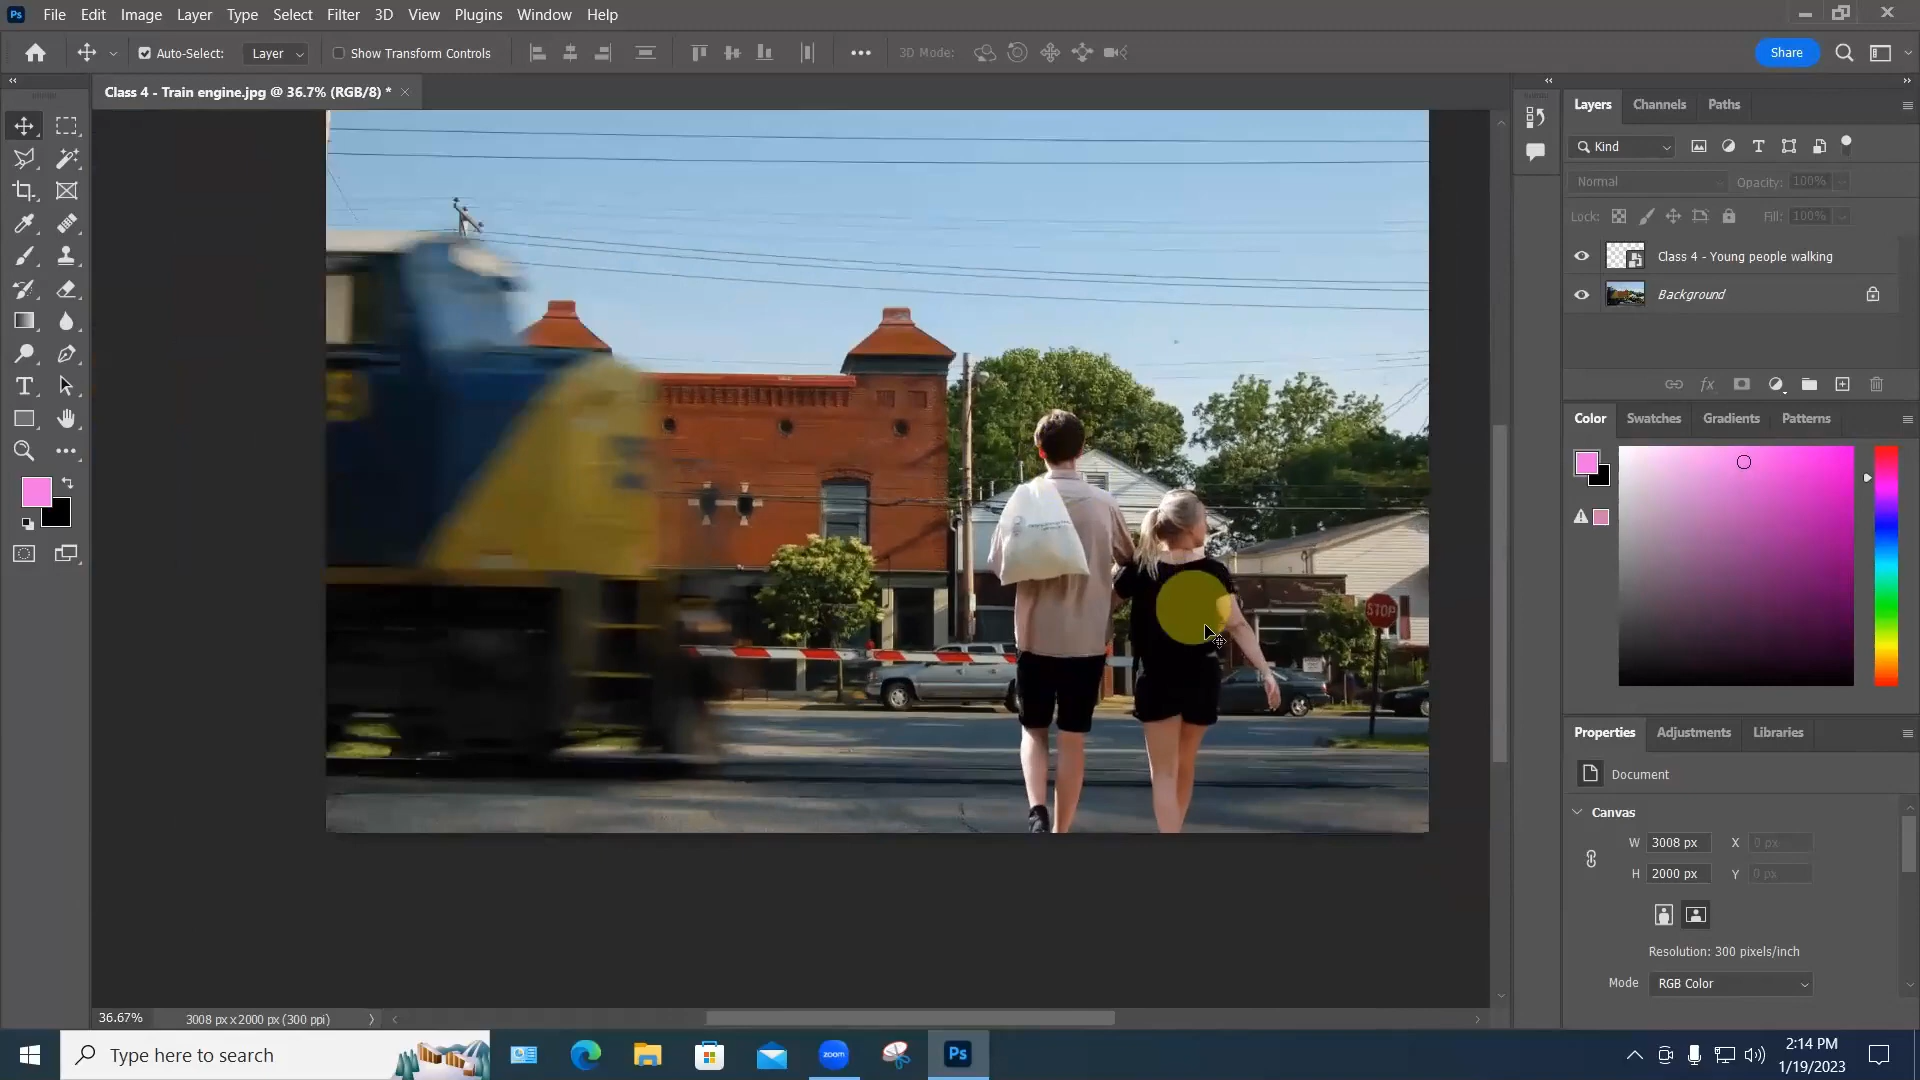 Ps File Edit Image Layer Type Select Filter 3D View Plugins Window Help
Auto-Select: Layer Show Transform Controls 3D Mode: Share
Class 4 - Train engine.jpg @ 36.7% (RGB/8) *
STOP
36.67% 3008 px x 2000 px (300 ppi)
Layers Channels Paths
Kind
Normal Opacity: 100%
Lock: Fill: 100%
Class 4 - Young people walking
Background
Color Swatches Gradients Patterns
Properties Adjustments Libraries
Document
Canvas
W 3008 px X 0 px
H 2000 px Y 0 px
Resolution: 300 pixels/inch
Mode RGB Color
Type here to search
zoom
Ps
2:14 PM
1/19/2023